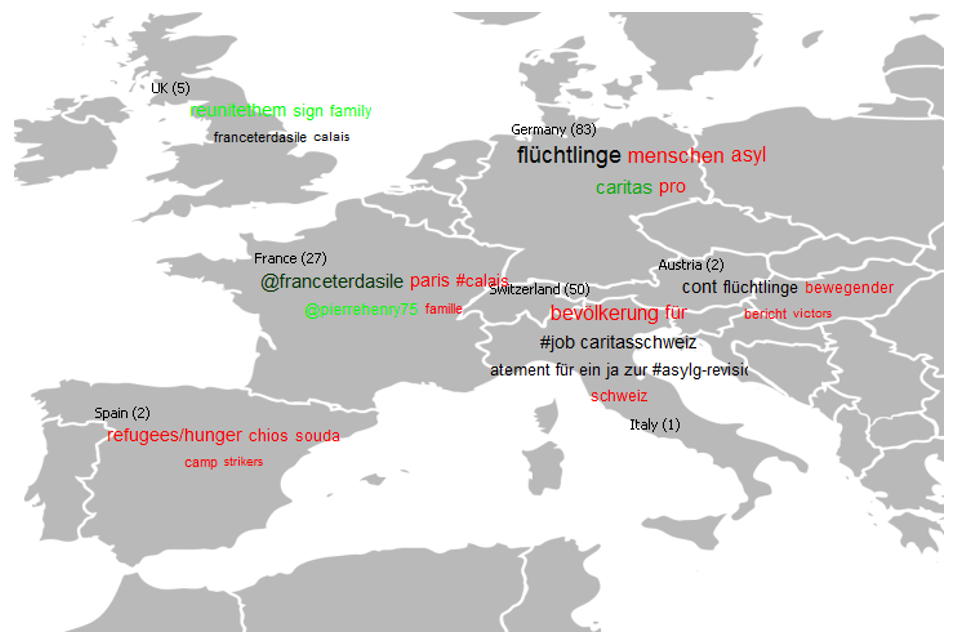 UK (5)
reunitethem sign family
franceterdasile calais
Germany (83)
flüchtlinge menschen asyl
caritas pro
France (27)
@franceterdasile paris #calais
@pierrehenry75 famille
Switzerland (50)
bevölkerung für
#job caritasschweiz
atement für ein ja zur #asylg-revisio
schweiz
Austria (2)
cont flüchtlinge bewegender
bericht victors
Spain (2)
refugees/hunger chios souda
camp strikers
Italy (1)